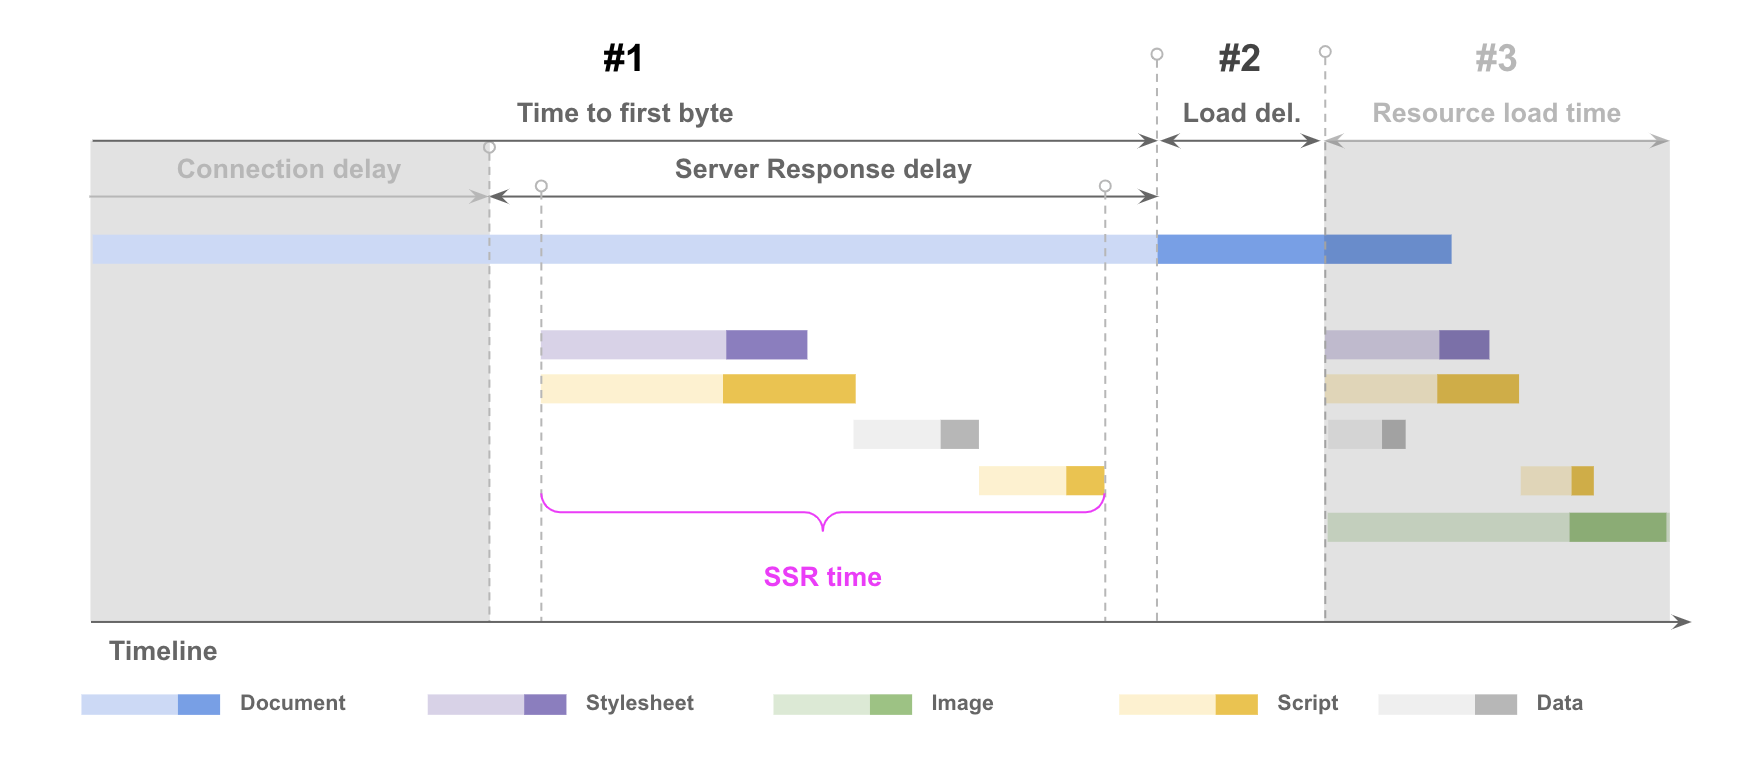 #1
#2
#3
Time to first byte
Load del.
Resource load time
Connection delay
Server Response delay
SSR time
Timeline
Document
Stylesheet
Image
Script
Data